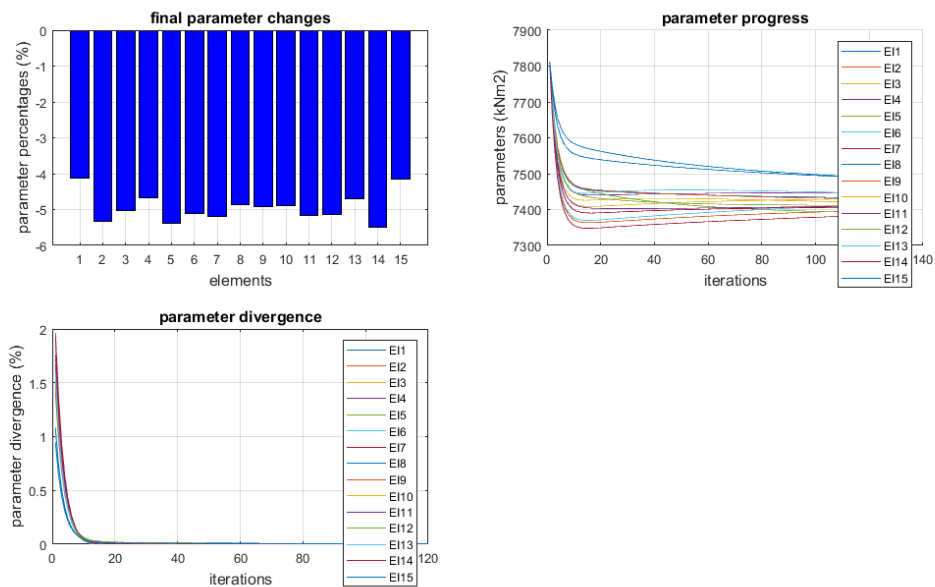 final parameter changes
parameter percentages (%)
0
-1
-2
-3
-4
-5
-6
1 2 3 4 5 6 7 8 9 10 11 12 13 14 15
elements
parameter progress
parameters (kNm2)
7900
7800
7700
7600
7500
7400
7300
0 20 40 60 80 100 120 140
iterations
EI1
EI2
EI3
EI4
EI5
EI6
EI7
EI8
EI9
EI10
EI11
EI12
EI13
EI14
EI15
parameter divergence
parameter divergence (%)
2
1.5
1
0.5
0
0 20 40 60 80 120
iterations
EI1
EI2
EI3
EI4
EI5
EI6
EI7
EI8
EI9
EI10
EI11
EI12
EI13
EI14
EI15